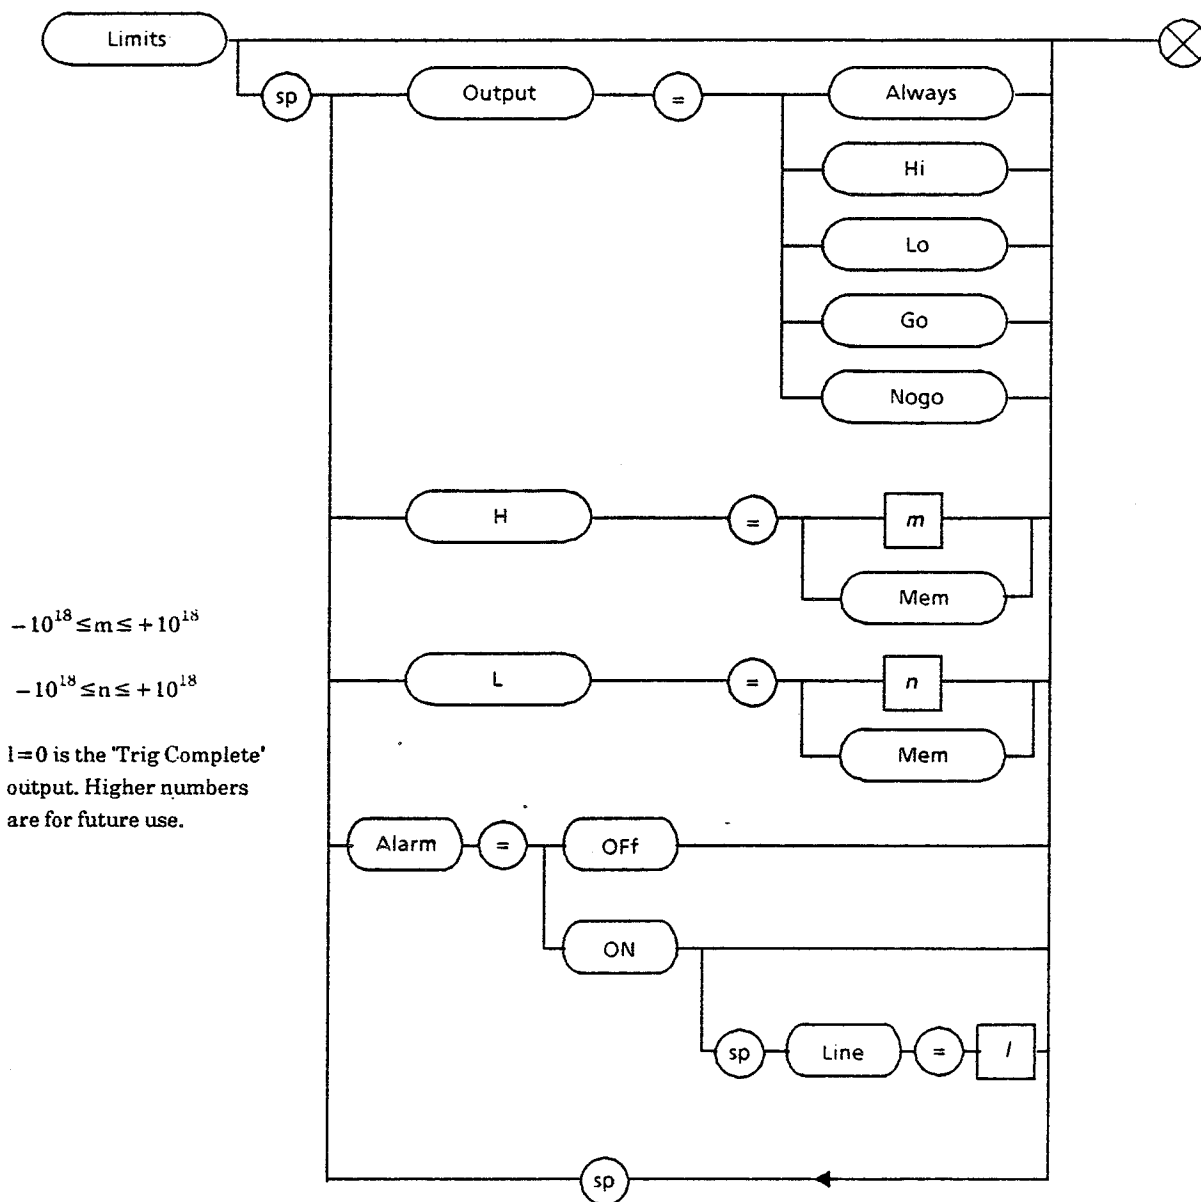 Limits
sp Output = Always
Hi
Lo
Go
Nogo
H = m
Mem
L = n
Mem
−10¹⁸≤m≤+10¹⁸
−10¹⁸≤n≤+10¹⁸
l=0 is the 'Trig Complete'
output. Higher numbers
are for future use.
Alarm = OFf
ON
sp Line = l
sp